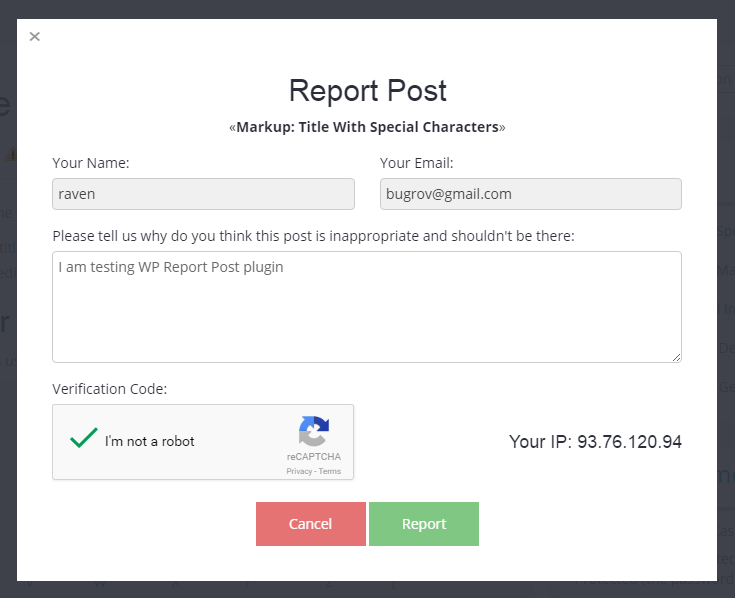 ×
Report Post
«Markup: Title With Special Characters»
Your Name:
Your Email:
raven
bugrov@gmail.com
Please tell us why do you think this post is inappropriate and shouldn't be there:
I am testing WP Report Post plugin
Verification Code:
I'm not a robot
reCAPTCHA
Privacy - Terms
Your IP: 93.76.120.94
Cancel
Report